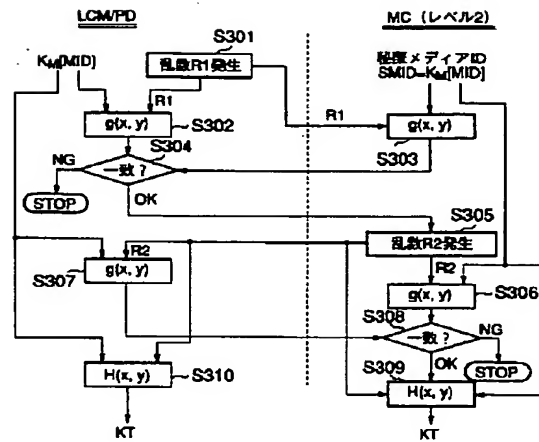 LCM/PD
MC (レベル2)
S301
KM[MID]
乱数R1発生
秘匿メディアID
SMID=KM[MID]
R1
R1
g(x, y)
S302
g(x, y)
S303
S304
NG
一致?
STOP
OK
S305
乱数R2発生
R2
R2
g(x, y)
S307
g(x, y)
S306
S308
一致?
NG
OK
STOP
S309
H(x, y)
S310
H(x, y)
KT
KT